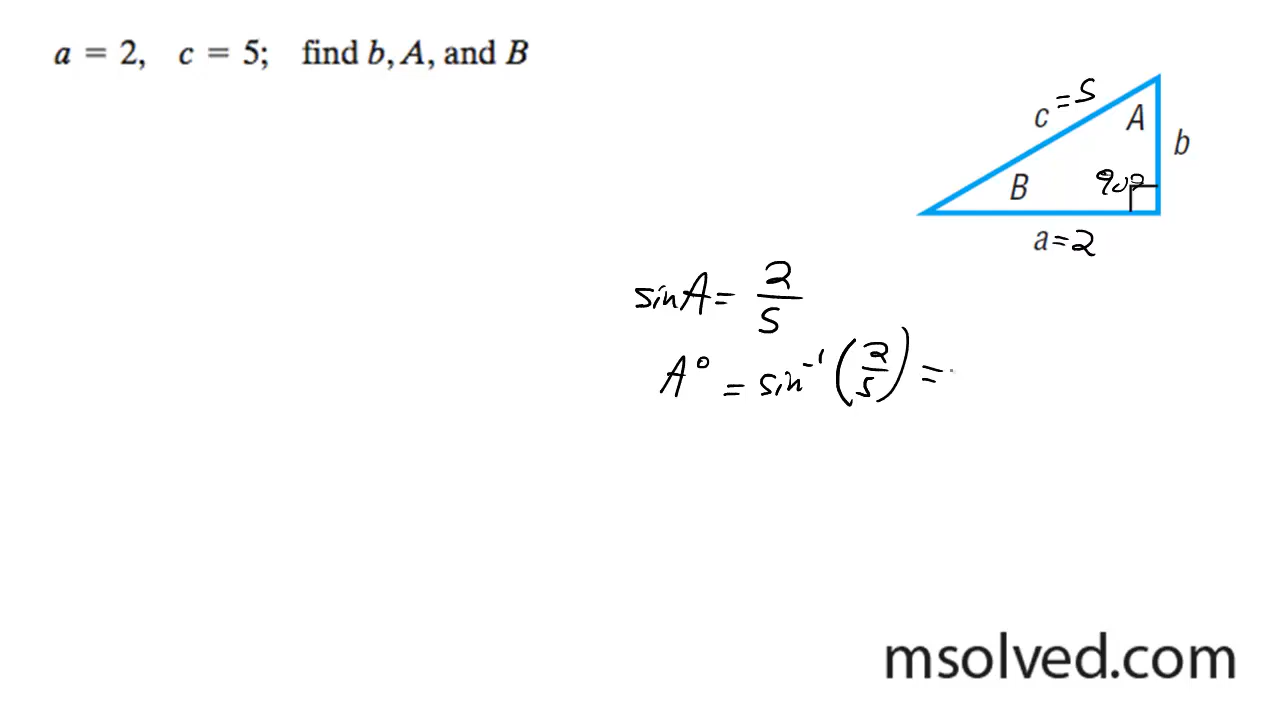 a = 2, c = 5; find b, A, and B
c = 5
A
b
B
90°
a = 2
sin A = 2/5
A° = sin⁻¹ (2/5) =
msolved.com